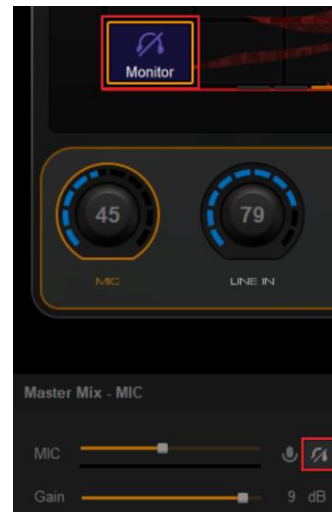 Monitor
45
79
MIC
LINE IN
Master Mix - MIC
MIC
Gain 9 dB